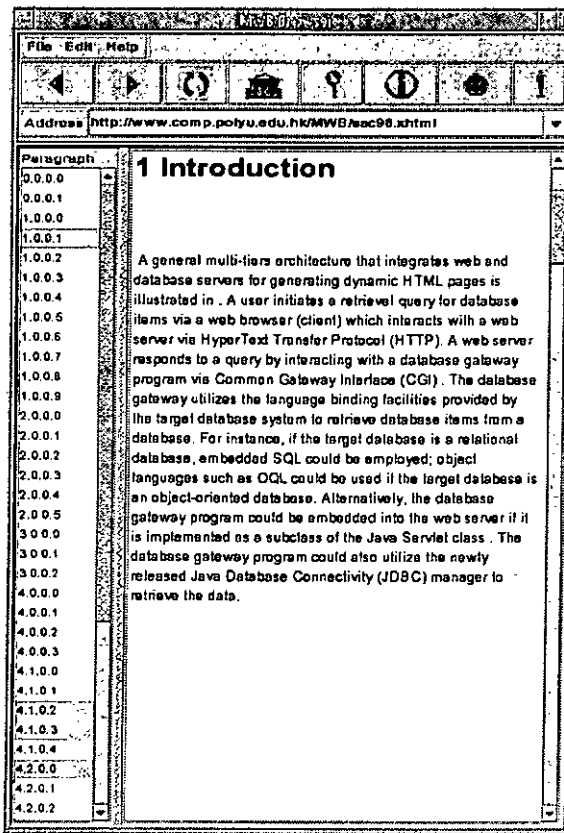 File Edit Help
Address http://www.comp.polyu.edu.hk/MWB/sac98.xhtml
Paragraph
0.0.0.0
0.0.0.1
1.0.0.0
1.0.0.1
1.0.0.2
1.0.0.3
1.0.0.4
1.0.0.5
1.0.0.6
1.0.0.7
1.0.0.8
1.0.0.9
2.0.0.0
2.0.0.1
2.0.0.2
2.0.0.3
2.0.0.4
2.0.0.5
3.0.0.0
3.0.0.1
3.0.0.2
4.0.0.0
4.0.0.1
4.0.0.2
4.0.0.3
4.1.0.0
4.1.0.1
4.1.0.2
4.1.0.3
4.1.0.4
4.2.0.0
4.2.0.1
4.2.0.2
1 Introduction
A general multi-tiers architecture that integrates web and
database servers for generating dynamic HTML pages is
illustrated in . A user initiates a retrieval query for database
items via a web browser (client) which interacts with a web
server via HyperText Transfer Protocol (HTTP). A web server
responds to a query by interacting with a database gateway
program via Common Gateway Interface (CGI) . The database
gateway utilizes the language binding facilities provided by
the target database system to retrieve database items from a
database. For instance, if the target database is a relational
database, embedded SQL could be employed; object
languages such as OQL could be used if the target database is
an object-oriented database. Alternatively, the database
gateway program could be embedded into the web server if it
is implemented as a subclass of the Java Servlet class . The
database gateway program could also utilize the newly
released Java Database Connectivity (JDBC) manager to
retrieve the data.